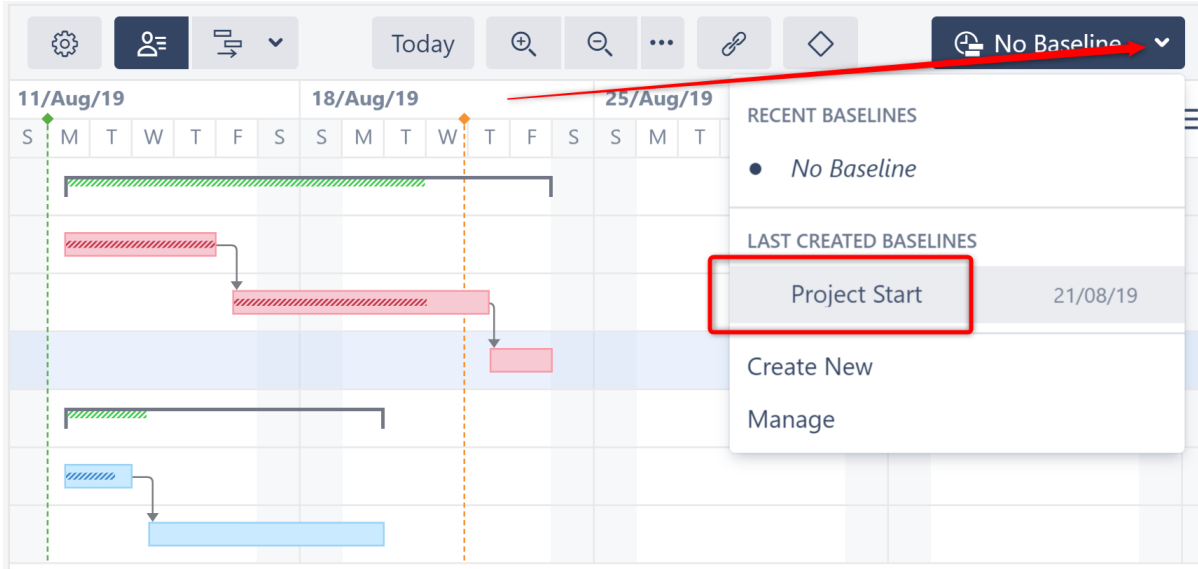 Today
No Baseline
11/Aug/19 18/Aug/19 25/Aug/19
S M T W T F S S M T W T F S S M T
RECENT BASELINES
No Baseline
LAST CREATED BASELINES
Project Start 21/08/19
Create New
Manage